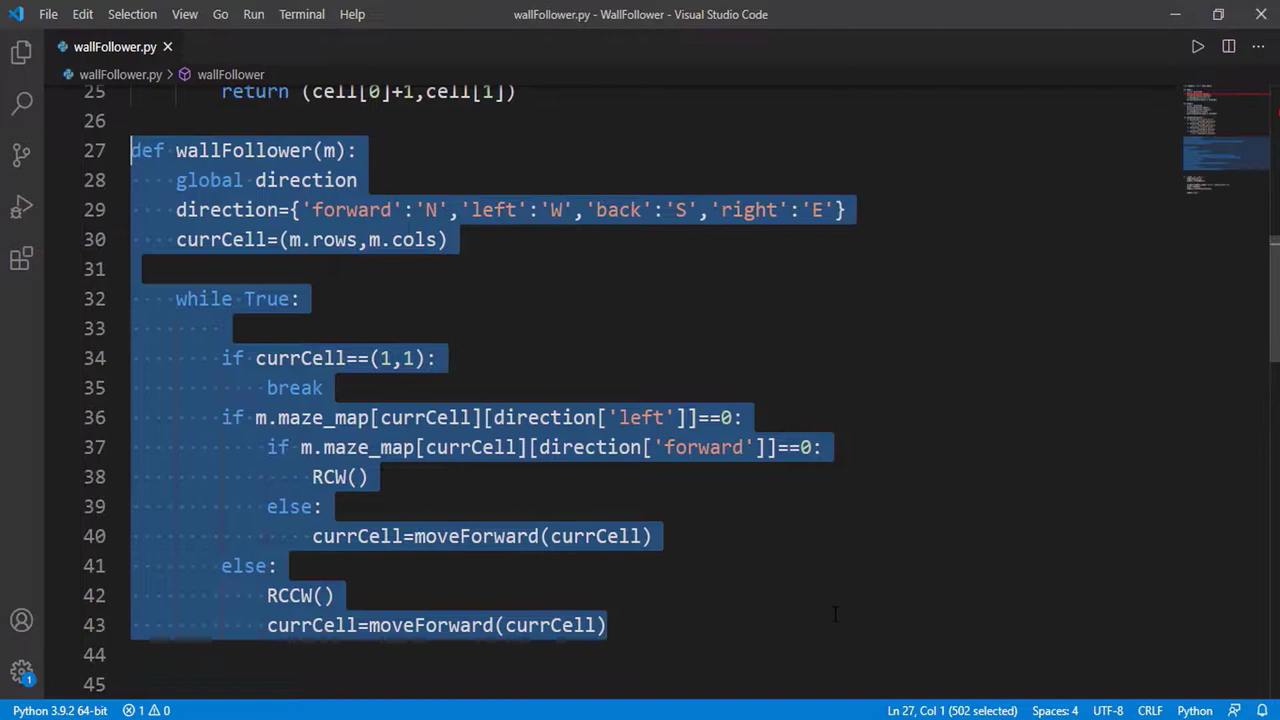 File Edit Selection View Go Run Terminal Help wallFollower.py - WallFollower - Visual Studio Code
wallFollower.py
wallFollower.py > wallFollower
25 return (cell[0]+1,cell[1])
26
27 def wallFollower(m):
28 global direction
29 direction={'forward':'N','left':'W','back':'S','right':'E'}
30 currCell=(m.rows,m.cols)
31
32 while True:
33
34 if currCell==(1,1):
35 break
36 if m.maze_map[currCell][direction['left']]==0:
37 if m.maze_map[currCell][direction['forward']]==0:
38 RCW()
39 else:
40 currCell=moveForward(currCell)
41 else:
42 RCCW()
43 currCell=moveForward(currCell)
44
45
1
Python 3.9.2 64-bit 1 0 Ln 27, Col 1 (502 selected) Spaces: 4 UTF-8 CRLF Python